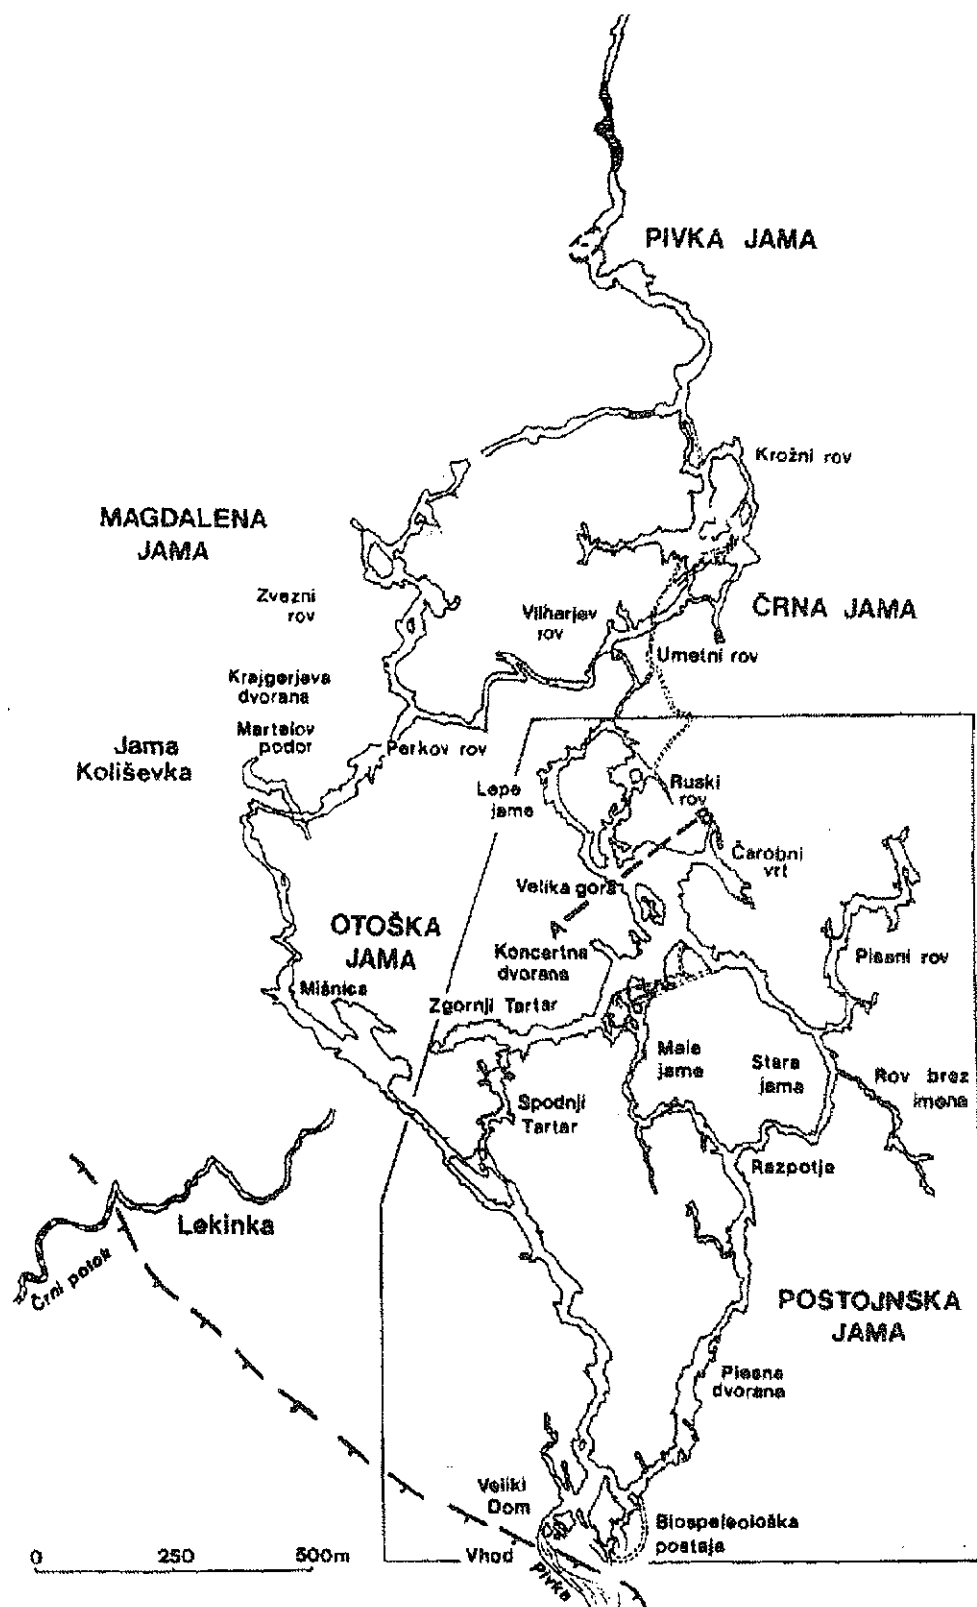 PIVKA JAMA
Krožni rov
MAGDALENA
JAMA
Zvezni
rov
Vilharjev
rov
ČRNA JAMA
Umetni rov
Krajgerjeva
dvorana
Martelov
podor
Perkov rov
Jama
Koliševka
Lepe
jame
Ruski
rov
Čarobni
vrt
Velika gora
A
OTOŠKA
JAMA
Koncertna
dvorana
Pisani rov
Mišnica
Zgornji Tartar
Male
jame
Stara
jama
Rov brez
imena
Spodnji
Tartar
Razpotje
Lekinka
Črni potok
POSTOJNSKA
JAMA
Plesna
dvorana
Veliki
Dom
Biospeleološka
postaja
Vhod
Pivka
0 250 500m